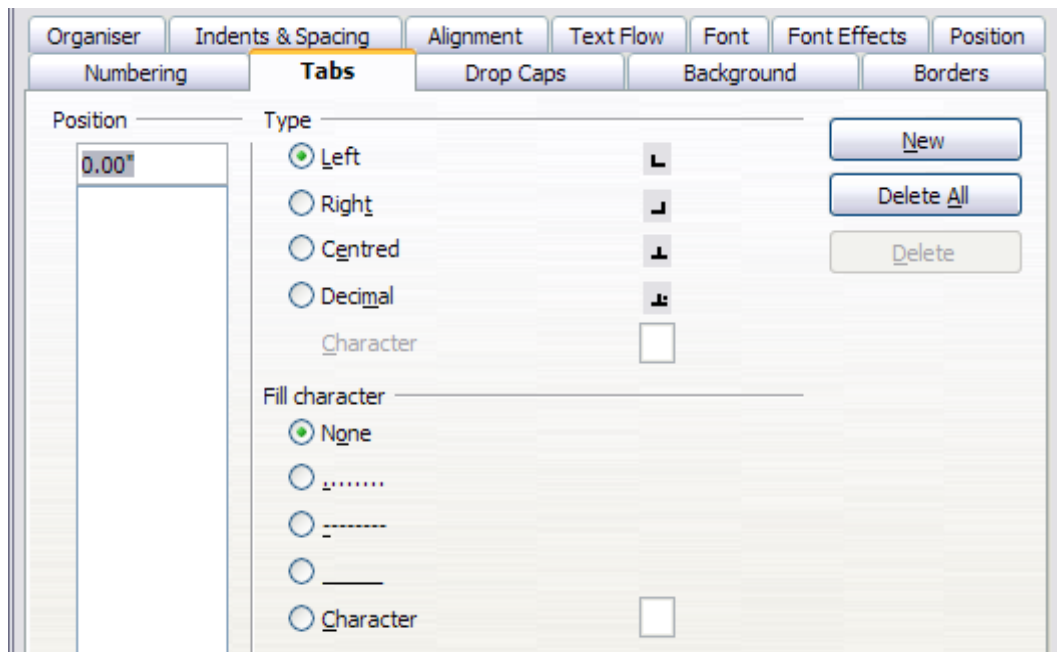 Organiser Indents & Spacing Alignment Text Flow Font Font Effects Position
Numbering Tabs Drop Caps Background Borders
Position Type
0.00"
Left
Right
Centred
Decimal
Character
New
Delete All
Delete
Fill character
None
.........
--------
______
Character